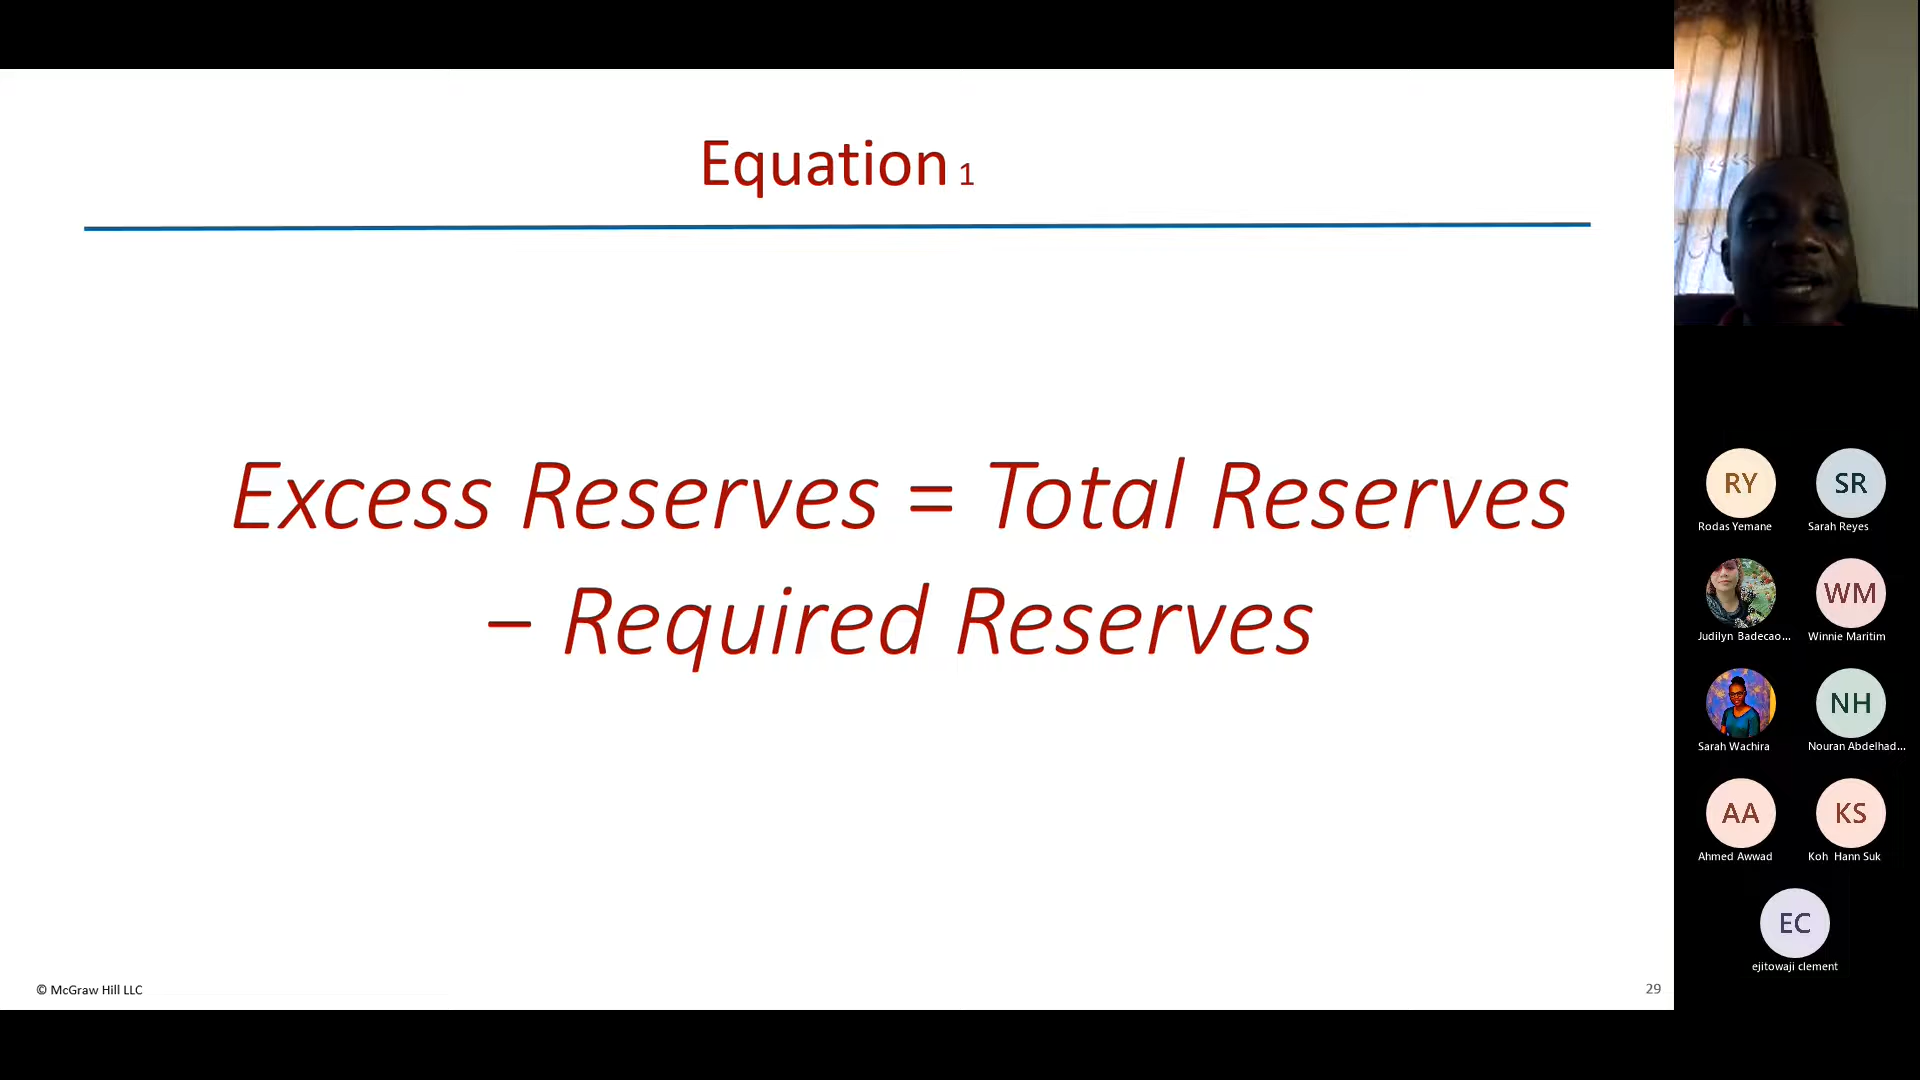 Equation 1
Excess Reserves = Total Reserves
– Required Reserves
© McGraw Hill LLC
29
RY
SR
Rodas Yemane
Sarah Reyes
WM
Judilyn Badecao...
Winnie Maritim
NH
Sarah Wachira
Nouran Abdelhad...
AA
KS
Ahmed Awwad
Koh Hann Suk
EC
ejitowaji clement